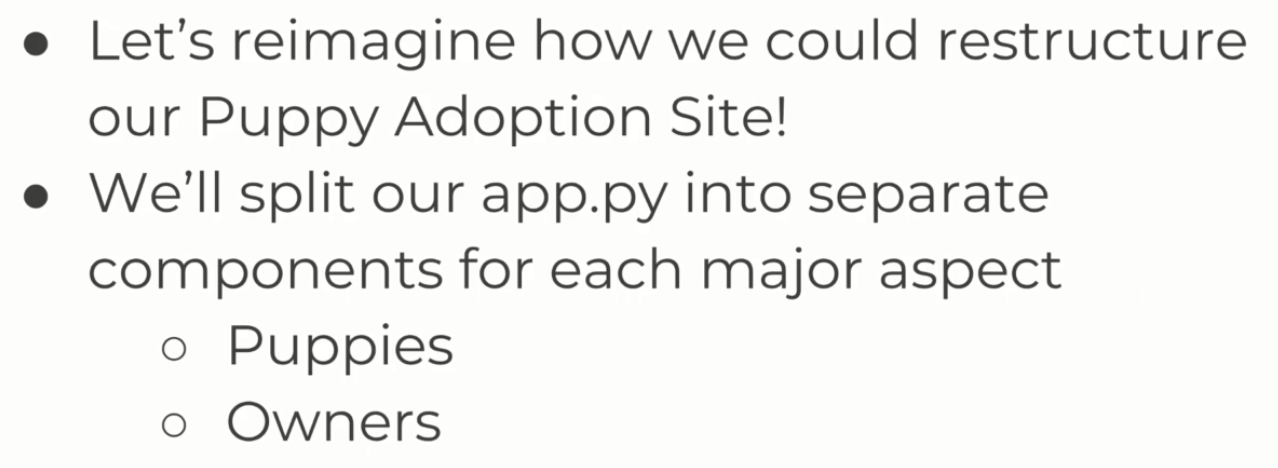 ● Let’s reimagine how we could restructure
our Puppy Adoption Site!
● We’ll split our app.py into separate
components for each major aspect
○ Puppies
○ Owners